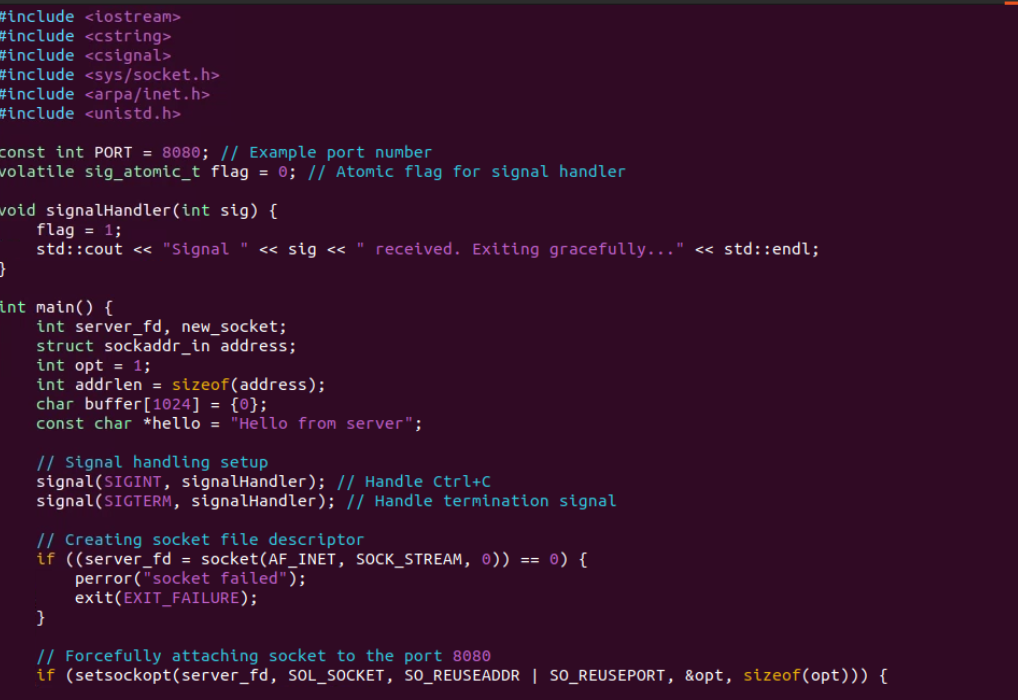 #include <iostream>
#include <cstring>
#include <csignal>
#include <sys/socket.h>
#include <arpa/inet.h>
#include <unistd.h>

const int PORT = 8080; // Example port number
volatile sig_atomic_t flag = 0; // Atomic flag for signal handler

void signalHandler(int sig) {
    flag = 1;
    std::cout << "Signal " << sig << " received. Exiting gracefully..." << std::endl;
}

int main() {
    int server_fd, new_socket;
    struct sockaddr_in address;
    int opt = 1;
    int addrlen = sizeof(address);
    char buffer[1024] = {0};
    const char *hello = "Hello from server";

    // Signal handling setup
    signal(SIGINT, signalHandler); // Handle Ctrl+C
    signal(SIGTERM, signalHandler); // Handle termination signal

    // Creating socket file descriptor
    if ((server_fd = socket(AF_INET, SOCK_STREAM, 0)) == 0) {
        perror("socket failed");
        exit(EXIT_FAILURE);
    }

    // Forcefully attaching socket to the port 8080
    if (setsockopt(server_fd, SOL_SOCKET, SO_REUSEADDR | SO_REUSEPORT, &opt, sizeof(opt))) {